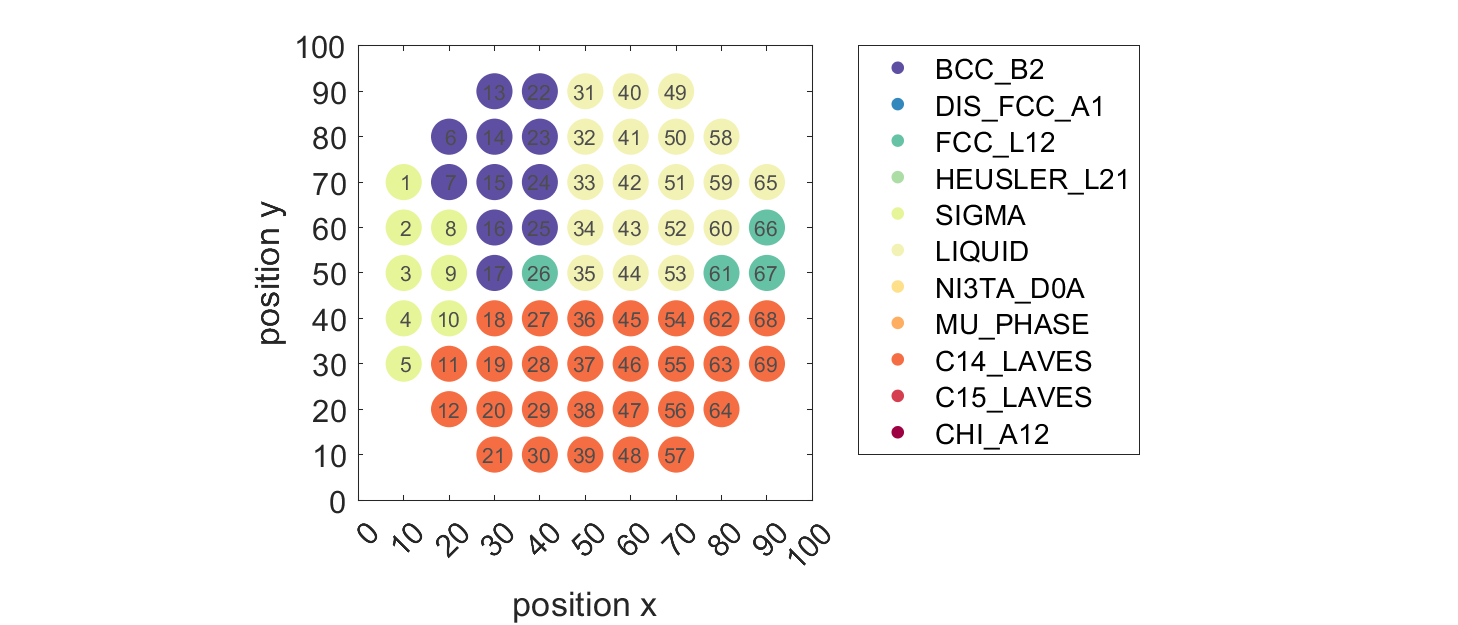 100
90
80
70
60
50
40
30
20
10
0
13 22 31 40 49
6 14 23 32 41 50 58
1 7 15 24 33 42 51 59 65
2 8 16 25 34 43 52 60 66
3 9 17 26 35 44 53 61 67
4 10 18 27 36 45 54 62 68
5 11 19 28 37 46 55 63 69
12 20 29 38 47 56 64
21 30 39 48 57
0 10 20 30 40 50 60 70 80 90 100
position x
position y
BCC_B2
DIS_FCC_A1
FCC_L12
HEUSLER_L21
SIGMA
LIQUID
NI3TA_D0A
MU_PHASE
C14_LAVES
C15_LAVES
CHI_A12